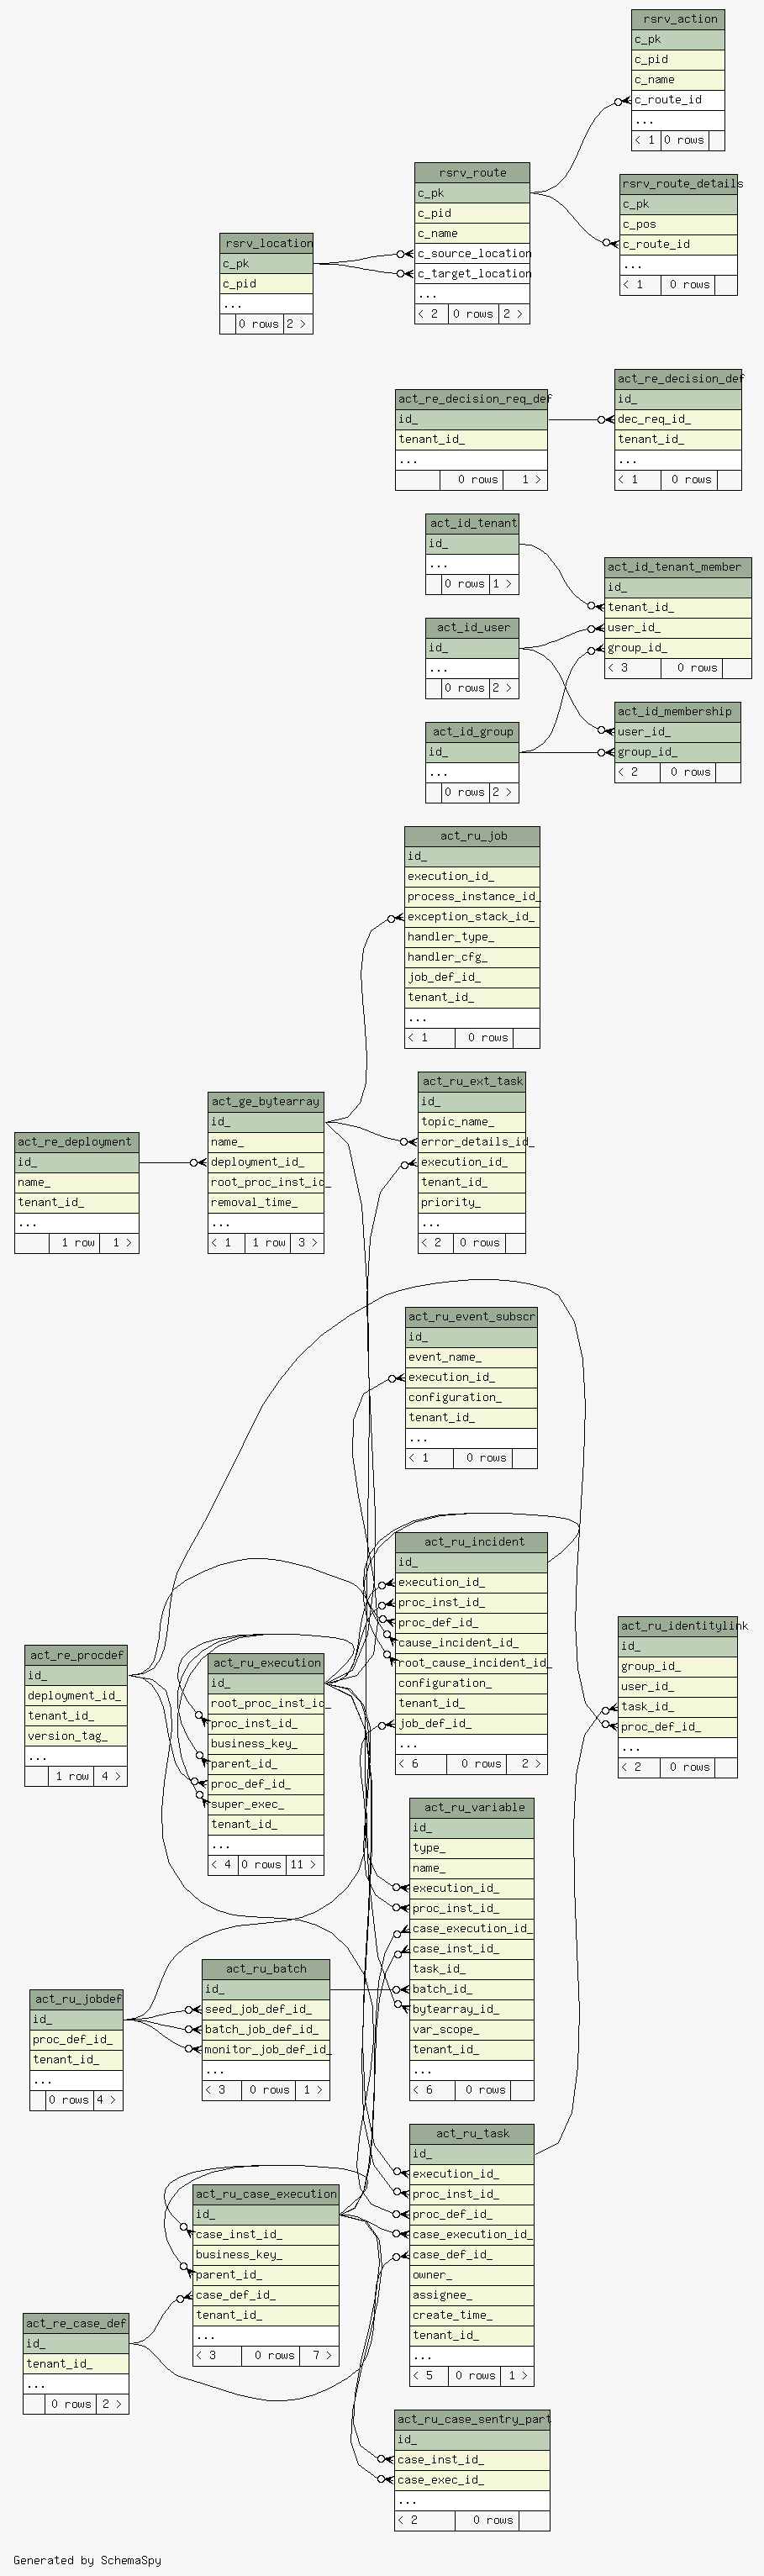 rsrv_action
c_pk
c_pid
c_name
c_route_id
...
< 1 0 rows
rsrv_route
c_pk
c_pid
c_name
c_source_location
c_target_location
...
< 2 0 rows 2 >
rsrv_route_details
c_pk
c_pos
c_route_id
...
< 1 0 rows
rsrv_location
c_pk
c_pid
...
0 rows 2 >
act_re_decision_def
id_
dec_req_id_
tenant_id_
...
< 1 0 rows
act_re_decision_req_def
id_
tenant_id_
...
0 rows 1 >
act_id_tenant
id_
...
0 rows 1 >
act_id_tenant_member
id_
tenant_id_
user_id_
group_id_
< 3 0 rows
act_id_user
id_
...
0 rows 2 >
act_id_membership
user_id_
group_id_
< 2 0 rows
act_id_group
id_
...
0 rows 2 >
act_ru_job
id_
execution_id_
process_instance_id_
exception_stack_id_
handler_type_
handler_cfg_
job_def_id_
tenant_id_
...
< 1 0 rows
act_ru_ext_task
id_
topic_name_
error_details_id_
execution_id_
tenant_id_
priority_
...
< 2 0 rows
act_ge_bytearray
id_
name_
deployment_id_
root_proc_inst_id_
removal_time_
...
< 1 1 row 3 >
act_re_deployment
id_
name_
tenant_id_
...
1 row 1 >
act_ru_event_subscr
id_
event_name_
execution_id_
configuration_
tenant_id_
...
< 1 0 rows
act_ru_incident
id_
execution_id_
proc_inst_id_
proc_def_id_
cause_incident_id_
root_cause_incident_id_
configuration_
tenant_id_
job_def_id_
...
< 6 0 rows 2 >
act_ru_identitylink
id_
group_id_
user_id_
task_id_
proc_def_id_
...
< 2 0 rows
act_re_procdef
id_
deployment_id_
tenant_id_
version_tag_
...
1 row 4 >
act_ru_execution
id_
root_proc_inst_id_
proc_inst_id_
business_key_
parent_id_
proc_def_id_
super_exec_
tenant_id_
...
< 4 0 rows 11 >
act_ru_variable
id_
type_
name_
execution_id_
proc_inst_id_
case_execution_id_
case_inst_id_
task_id_
batch_id_
bytearray_id_
var_scope_
tenant_id_
...
< 6 0 rows
act_ru_batch
id_
seed_job_def_id_
batch_job_def_id_
monitor_job_def_id_
...
< 3 0 rows 1 >
act_ru_jobdef
id_
proc_def_id_
tenant_id_
...
0 rows 4 >
act_ru_task
id_
execution_id_
proc_inst_id_
proc_def_id_
case_execution_id_
case_def_id_
owner_
assignee_
create_time_
tenant_id_
...
< 5 0 rows 1 >
act_ru_case_execution
id_
case_inst_id_
business_key_
parent_id_
case_def_id_
tenant_id_
...
< 3 0 rows 7 >
act_re_case_def
id_
tenant_id_
...
0 rows 2 >
act_ru_case_sentry_part
id_
case_inst_id_
case_exec_id_
...
< 2 0 rows
Generated by SchemaSpy